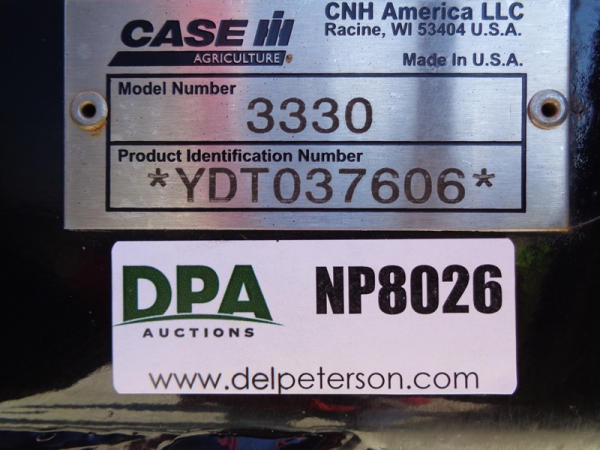 CASE IH
AGRICULTURE
CNH America LLC
Racine, WI 53404 U.S.A.
Made In U.S.A.
Model Number
3330
Product Identification Number
*YDT037606*
DPA
AUCTIONS
NP8026
www.delpeterson.com